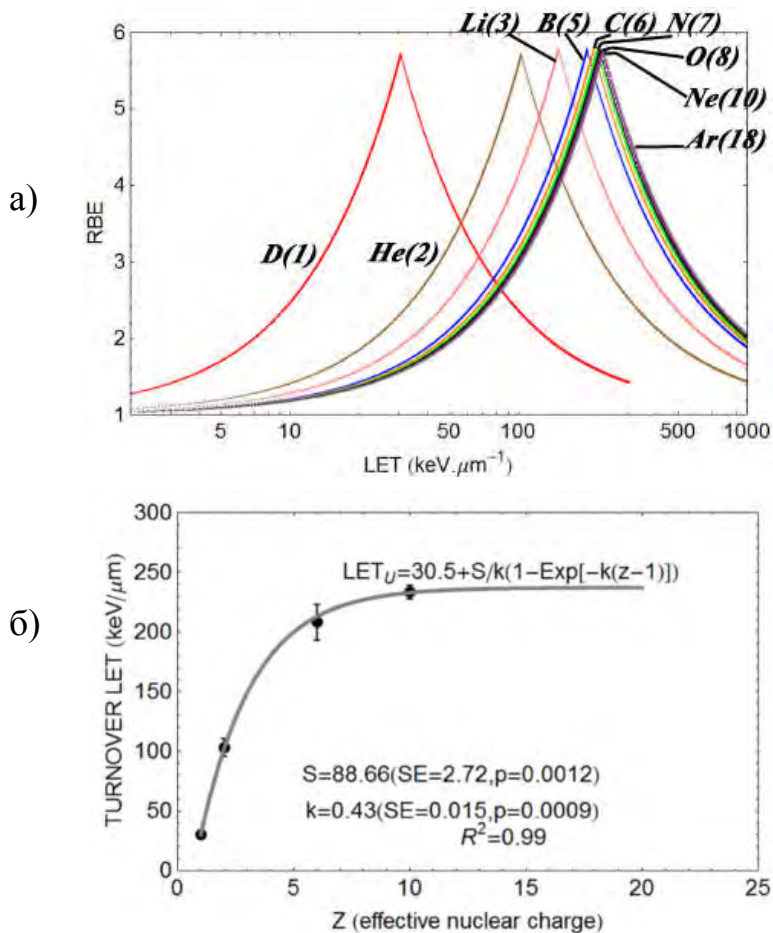 а)
Li(3) B(5) C(6) N(7)
O(8)
Ne(10)
Ar(18)
D(1) He(2)
RBE
6
5
4
3
2
1
5 10 50 100 500 1000
LET (keV.μm⁻¹)
б)
TURNOVER LET (keV/μm)
300
250
200
150
100
50
0
LET_U=30.5+S/k(1-Exp[-k(z-1)])
S=88.66(SE=2.72,p=0.0012)
k=0.43(SE=0.015,p=0.0009)
R²=0.99
0 5 10 15 20 25
Z (effective nuclear charge)